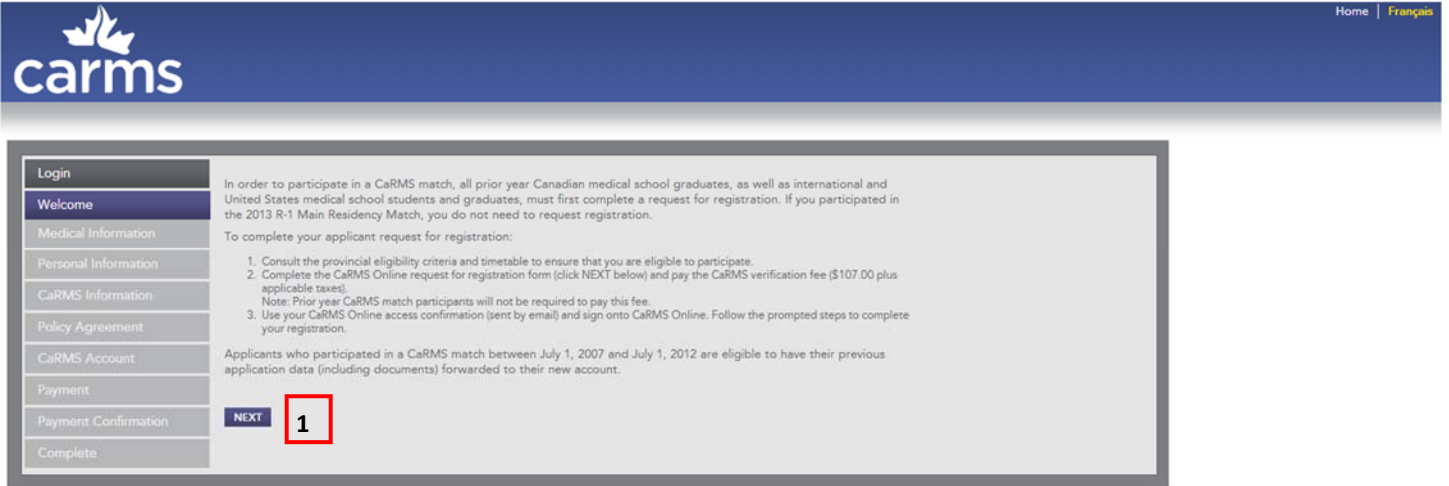 Home | Français
carms
Login
Welcome
Medical Information
Personal Information
CaRMS Information
Policy Agreement
CaRMS Account
Payment
Payment Confirmation
Complete
In order to participate in a CaRMS match, all prior year Canadian medical school graduates, as well as international and
United States medical school students and graduates, must first complete a request for registration. If you participated in
the 2013 R-1 Main Residency Match, you do not need to request registration.
To complete your applicant request for registration:
1. Consult the provincial eligibility criteria and timetable to ensure that you are eligible to participate.
2. Complete the CaRMS Online request for registration form (click NEXT below) and pay the CaRMS verification fee ($107.00 plus
applicable taxes).
Note: Prior year CaRMS match participants will not be required to pay this fee.
3. Use your CaRMS Online access confirmation (sent by email) and sign onto CaRMS Online. Follow the prompted steps to complete
your registration.
Applicants who participated in a CaRMS match between July 1, 2007 and July 1, 2012 are eligible to have their previous
application data (including documents) forwarded to their new account.
NEXT
1